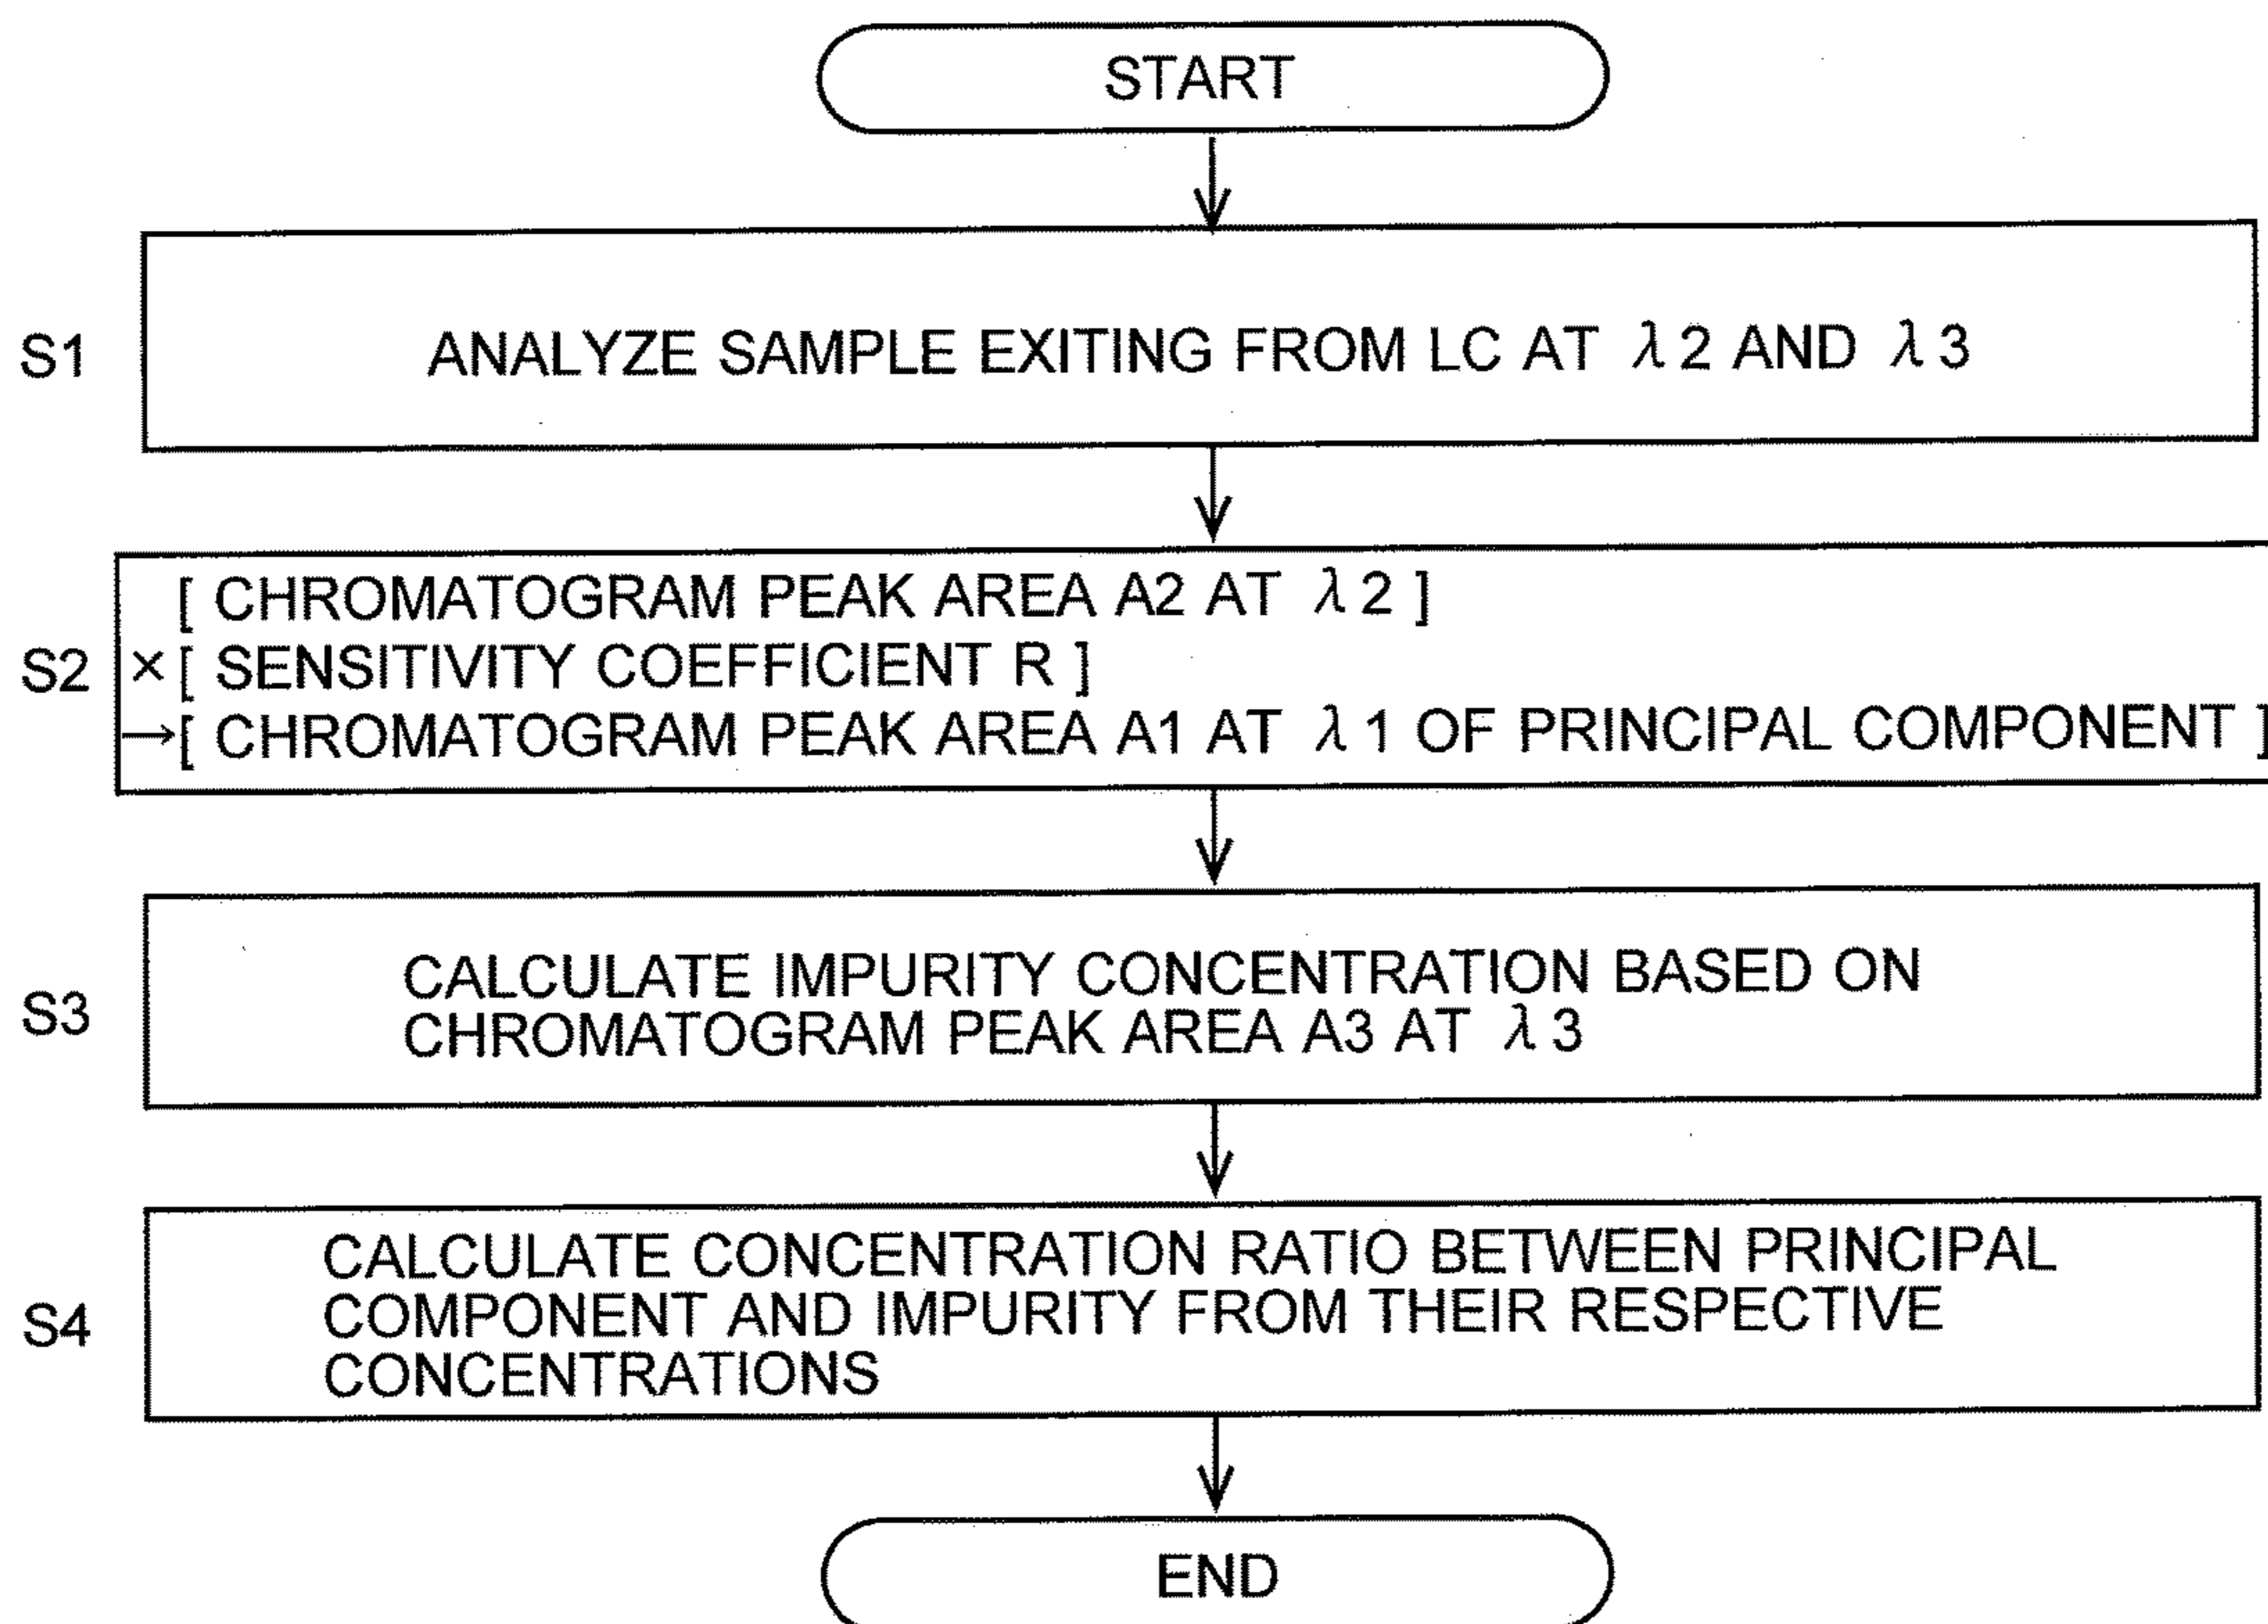 START
S1
ANALYZE SAMPLE EXITING FROM LC AT λ2 AND λ3
S2
[ CHROMATOGRAM PEAK AREA A2 AT λ2 ]
×[ SENSITIVITY COEFFICIENT R ]
→[ CHROMATOGRAM PEAK AREA A1 AT λ1 OF PRINCIPAL COMPONENT ]
S3
CALCULATE IMPURITY CONCENTRATION BASED ON
CHROMATOGRAM PEAK AREA A3 AT λ3
S4
CALCULATE CONCENTRATION RATIO BETWEEN PRINCIPAL
COMPONENT AND IMPURITY FROM THEIR RESPECTIVE
CONCENTRATIONS
END